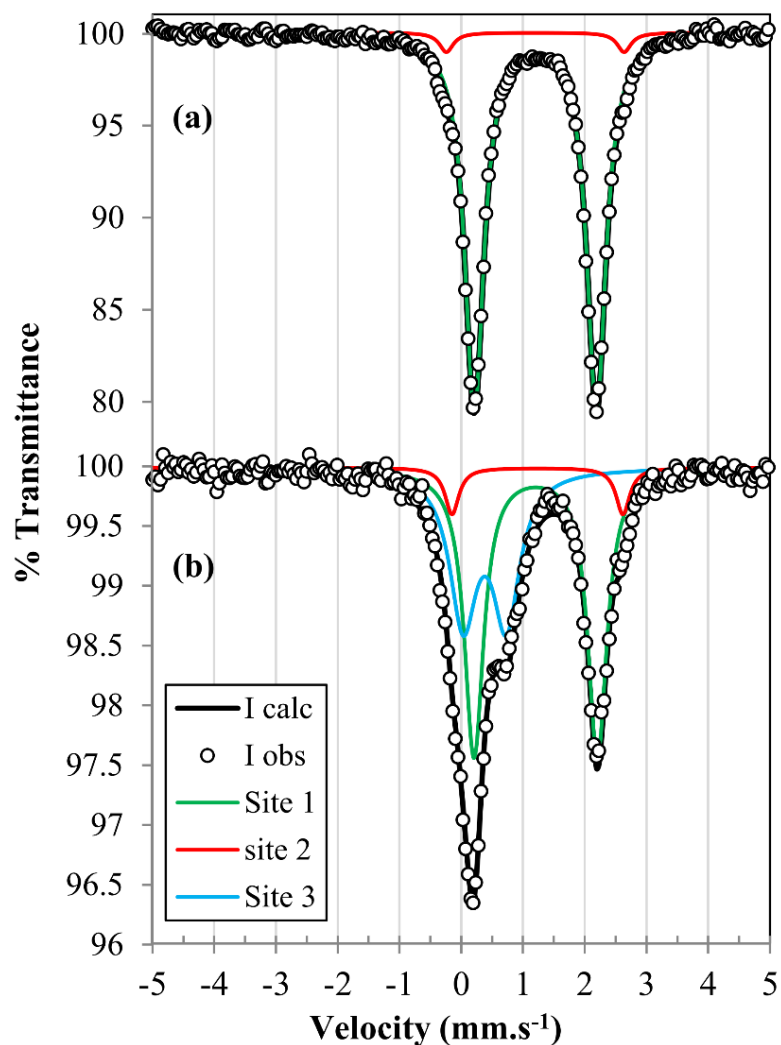 100
(a)
95
90
85
80
% Transmittance
100
99.5
(b)
99
98.5
98
97.5
97
96.5
96
I calc
I obs
Site 1
site 2
Site 3
-5 -4 -3 -2 -1 0 1 2 3 4 5
Velocity (mm.s-1)